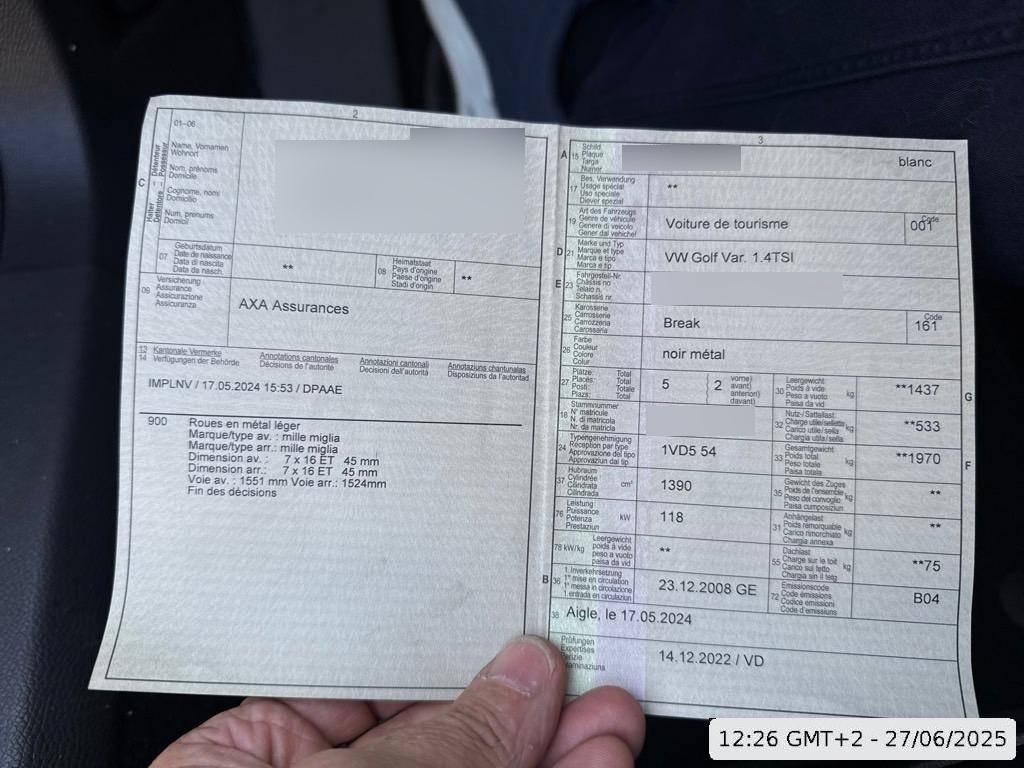 2
01–06
Name, Vornamen
Wohnort
Nom, prénoms
Domicile
Cognome, nomi
Domicilio
Num, prenums
Domicil
C
Halter
Détenteur
Detentore
Possessur
07
Geburtsdatum
Date de naissance
Data di nascita
Data da nasch.
**
08
Heimatstaat
Pays d'origine
Paese d'origine
Stadi d'origin
**
09
Versicherung
Assurance
Assicurazione
Assicuranza
AXA Assurances
13
14
Kantonale Vermerke
Verfügungen der Behörde
Annotations cantonales
Décisions de l'autorité
Annotazioni cantonali
Decisioni dell'autorità
Annotaziuns chantunalas
Disposiziuns da l'autoritad
IMPLNV / 17.05.2024 15:53 / DPAAE
900 Roues en métal léger
Marque/type av. : mille miglia
Marque/type arr.: mille miglia
Dimension av. : 7 x 16 ET 45 mm
Dimension arr.: 7 x 16 ET 45 mm
Voie av. : 1551 mm Voie arr.: 1524mm
Fin des décisions
3
A 15
Schild
Plaque
Targa
Numer
blanc
17
Bes. Verwendung
Usage spécial
Uso speciale
Diever spezial
**
19
Art des Fahrzeugs
Genre de véhicule
Genere di veicolo
Gener dal vehichel
Voiture de tourisme
Code
001
D 21
Marke und Typ
Marque et type
Marca e tipo
Marca e tip
VW Golf Var. 1.4TSI
E 23
Fahrgestell-Nr.
Châssis no
Telaio n.
Schassis nr.
25
Karosserie
Carrosserie
Carrozzeria
Carossaria
Break
Code
161
26
Farbe
Couleur
Colore
Colur
noir métal
27
Plätze: Total
Places: Total
Posti: Totale
Plazs: Total
5
2
vorne)
avant)
anteriori)
davant)
30
Leergewicht
Poids à vide
Peso a vuoto
Paisa da vid
kg
**1437
G
18
Stammnummer
N° matricule
N. di matricola
Nr. da matricla
32
Nutz-/Sattellast
Charge utile/sellette
Carico utile/sella
Chargia utila/sella
kg
**533
24
Typengenehmigung
Réception par type
Approvazione del tipo
Approvaziun dal tip
1VD5 54
33
Gesamtgewicht
Poids total
Peso totale
Paisa totala
kg
**1970
F
37
Hubraum
Cylindrée
Cilindrata
Cilindrada
cm³
1390
35
Gewicht des Zuges
Poids de l'ensemble
Peso del convoglio
Paisa cumposiziun
kg
**
76
Leistung
Puissance
Potenza
Prestaziun
kW
118
31
Anhängelast
Poids remorquable
Carico rimorchiato
Chargia annexa
kg
**
78 kW/kg
Leergewicht
poids à vide
peso a vuoto
paisa da vid
**
55
Dachlast
Charge sur le toit
Carico sul tetto
Chargia sin il tetg
kg
**75
B 36
1. Inverkehrsetzung
1re mise en circulation
1a messa in circolazione
1. entrada en circulaziun
23.12.2008 GE
72
Emissionscode
Code émissions
Codice emissioni
Code d'emissiuns
B04
38
Aigle, le 17.05.2024
Prüfungen
Expertises
Perizie
Examinaziuns
14.12.2022 / VD
12:26 GMT+2 - 27/06/2025